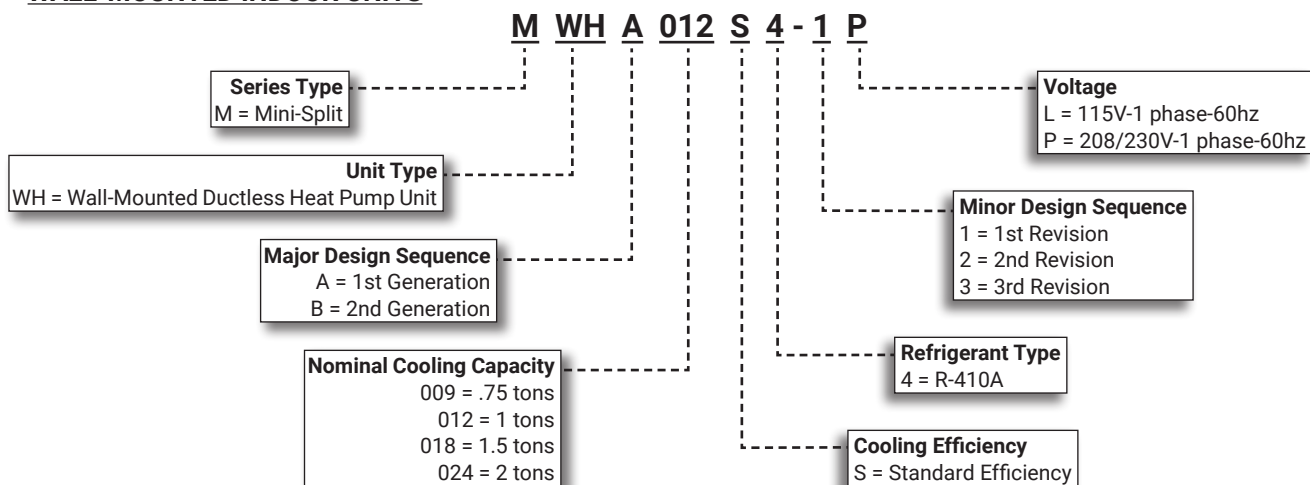 WALL-MOUNTED INDOOR UNITS
M WH A 012 S 4 - 1 P
Series Type
M = Mini-Split
Voltage
L = 115V-1 phase-60hz
P = 208/230V-1 phase-60hz
Unit Type
WH = Wall-Mounted Ductless Heat Pump Unit
Minor Design Sequence
1 = 1st Revision
2 = 2nd Revision
3 = 3rd Revision
Major Design Sequence
A = 1st Generation
B = 2nd Generation
Refrigerant Type
4 = R-410A
Nominal Cooling Capacity
009 = .75 tons
012 = 1 tons
018 = 1.5 tons
024 = 2 tons
Cooling Efficiency
S = Standard Efficiency